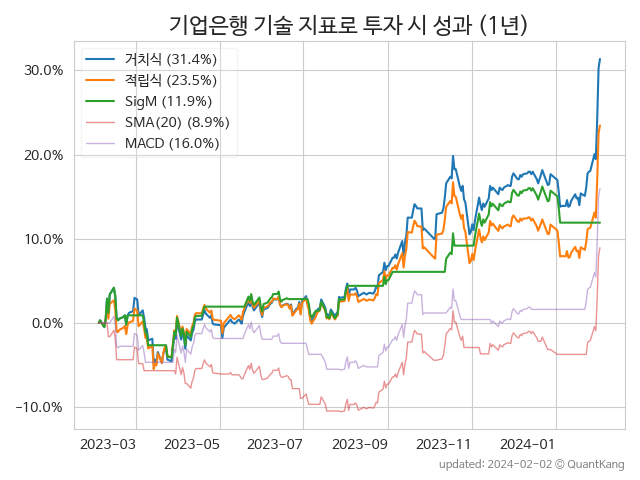 기업은행 기술 지표로 투자 시 성과 (1년)
거치식 (31.4%)
적립식 (23.5%)
SigM (11.9%)
SMA(20) (8.9%)
MACD (16.0%)
30.0%
20.0%
10.0%
0.0%
−10.0%
2023-03 2023-05 2023-07 2023-09 2023-11 2024-01
updated: 2024-02-02 © QuantKang